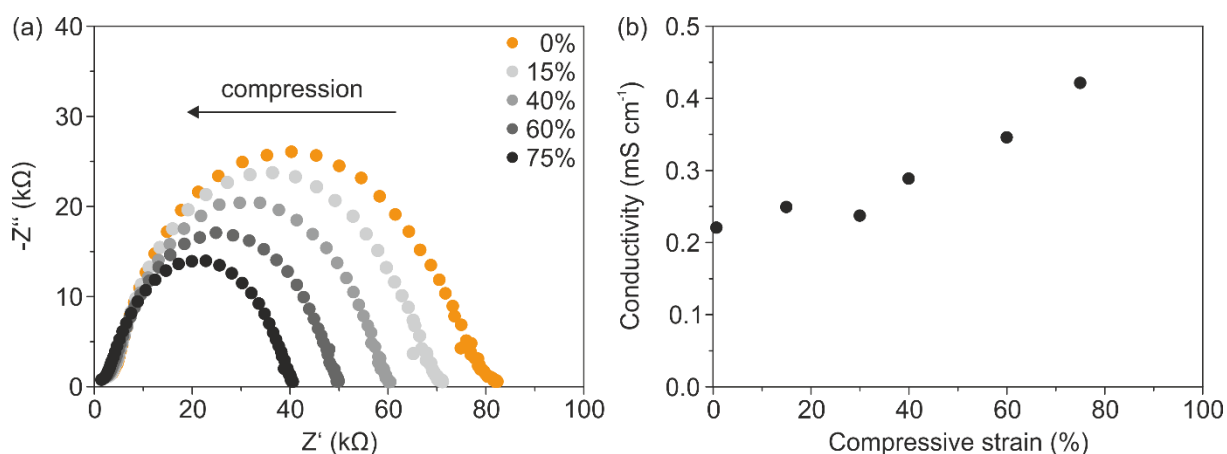 (a)
40
30
20
10
0
-Z“ (kΩ)
compression
0%
15%
40%
60%
75%
0 20 40 60 80 100
Z‘ (kΩ)
(b)
0.5
0.4
0.3
0.2
0.1
0.0
Conductivity (mS cm⁻¹)
0 20 40 60 80 100
Compressive strain (%)